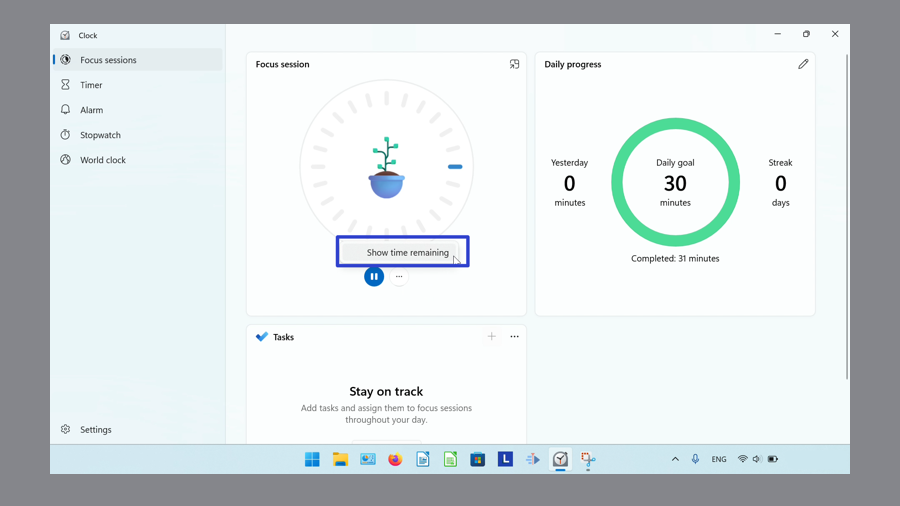 Clock
Focus sessions
Timer
Alarm
Stopwatch
World clock
Settings
Focus session
Show time remaining
Daily progress
Yesterday
0
minutes
Daily goal
30
minutes
Streak
0
days
Completed: 31 minutes
Tasks
Stay on track
Add tasks and assign them to focus sessions
throughout your day.
L
ENG